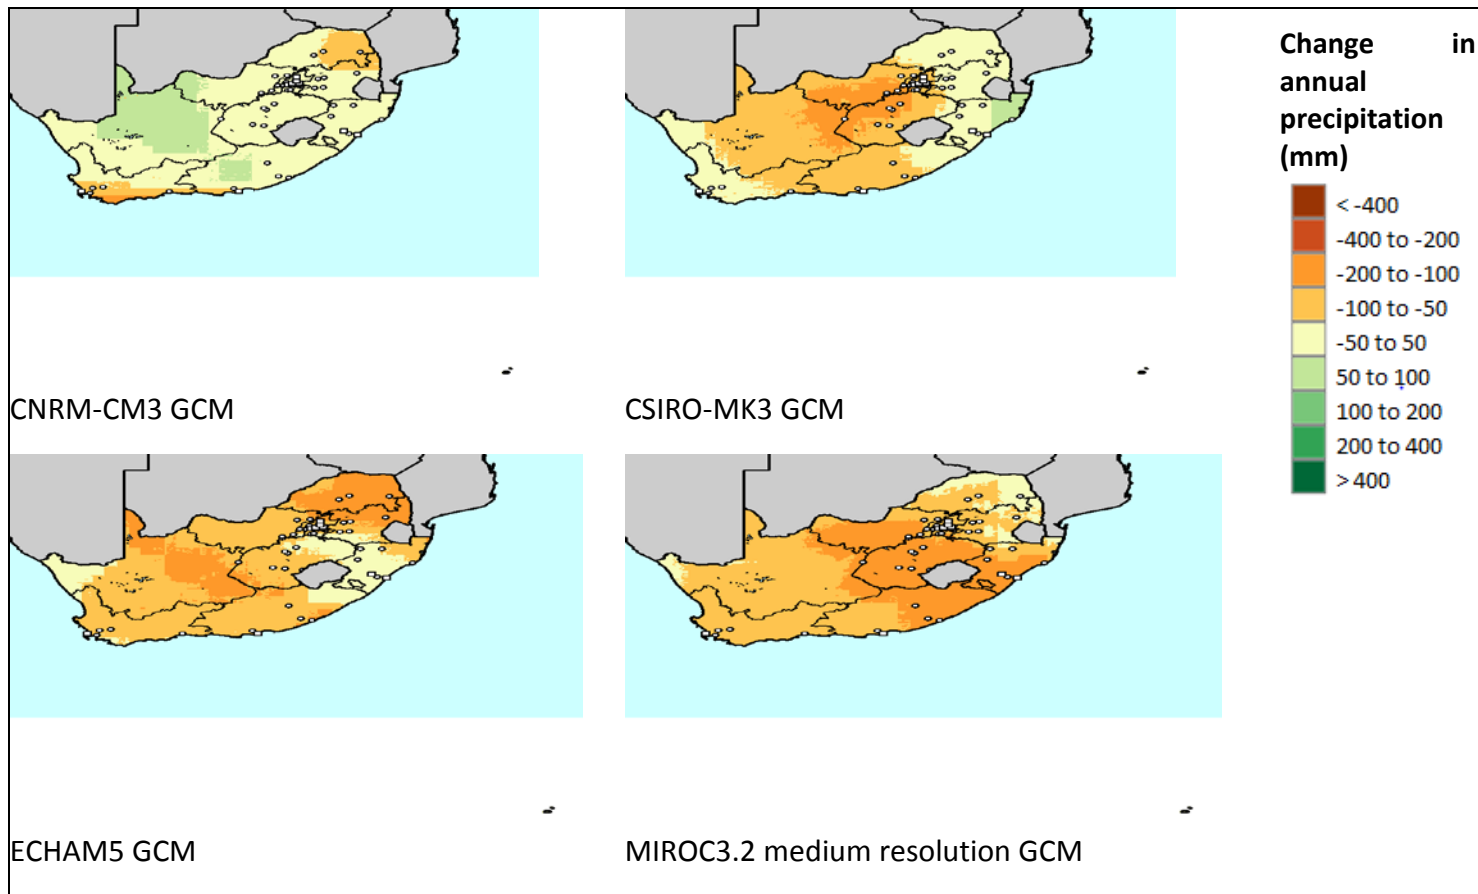 Change in
annual
precipitation
(mm)
< -400
-400 to -200
-200 to -100
-100 to -50
-50 to 50
50 to 100
100 to 200
200 to 400
> 400
CNRM-CM3 GCM
CSIRO-MK3 GCM
ECHAM5 GCM
MIROC3.2 medium resolution GCM